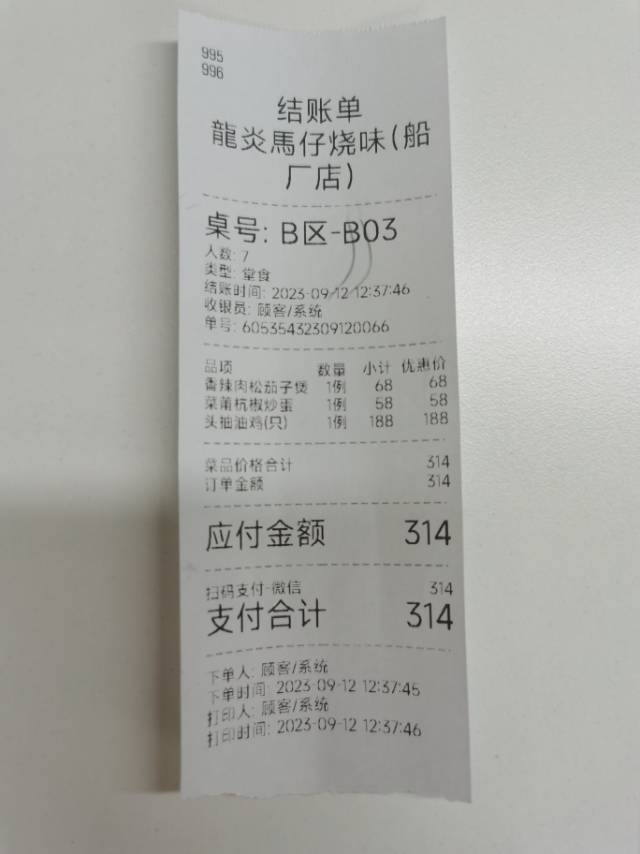 995
996
结账单
龍炎馬仔烧味(船
厂店)
桌号: B区-B03
人数: 7
类型: 堂食
结账时间: 2023-09-12 12:37:46
收银员: 顾客/系统
单号: 60535432309120066
品项 数量 小计 优惠价
香辣肉松茄子煲 1例 68 68
菜莆杭椒炒蛋 1例 58 58
头抽油鸡(只) 1例 188 188
菜品价格合计 314
订单金额 314
应付金额 314
扫码支付-微信 314
支付合计 314
下单人: 顾客/系统
下单时间: 2023-09-12 12:37:45
打印人: 顾客/系统
打印时间: 2023-09-12 12:37:46